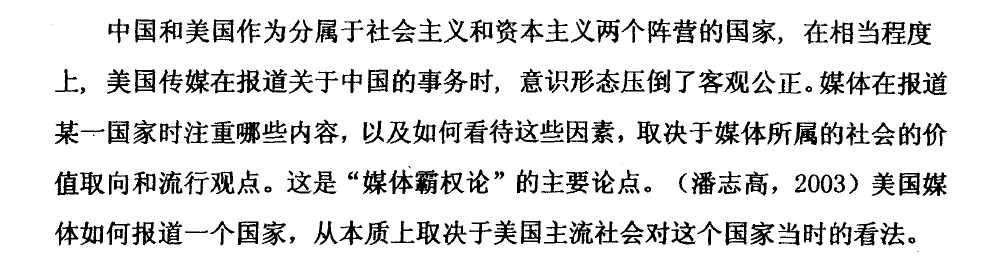 中国和美国作为分属于社会主义和资本主义两个阵营的国家，在相当程度
上，美国传媒在报道关于中国的事务时，意识形态压倒了客观公正。媒体在报道
某一国家时注重哪些内容，以及如何看待这些因素，取决于媒体所属的社会的价
值取向和流行观点。这是“媒体霸权论”的主要论点。（潘志高，2003）美国媒
体如何报道一个国家，从本质上取决于美国主流社会对这个国家当时的看法。